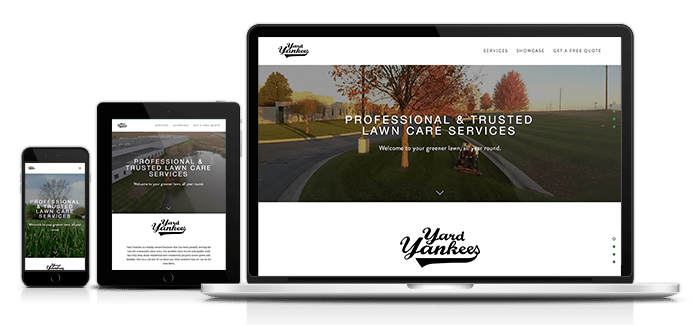 Yard
Yankees
SERVICES SHOWCASE GET A FREE QUOTE
PROFESSIONAL & TRUSTED
LAWN CARE SERVICES
Welcome to your greener lawn, all year round.
Yard
Yankees
Yard
Yankees
SERVICES SHOWCASE GET A FREE QUOTE
PROFESSIONAL &
TRUSTED LAWN CARE
SERVICES
Welcome to your greener lawn, all year round.
Yard
Yankees
PROFESSIONAL &
TRUSTED LAWN
CARE SERVICES
Welcome to your greener lawn, all year
round.
Yard